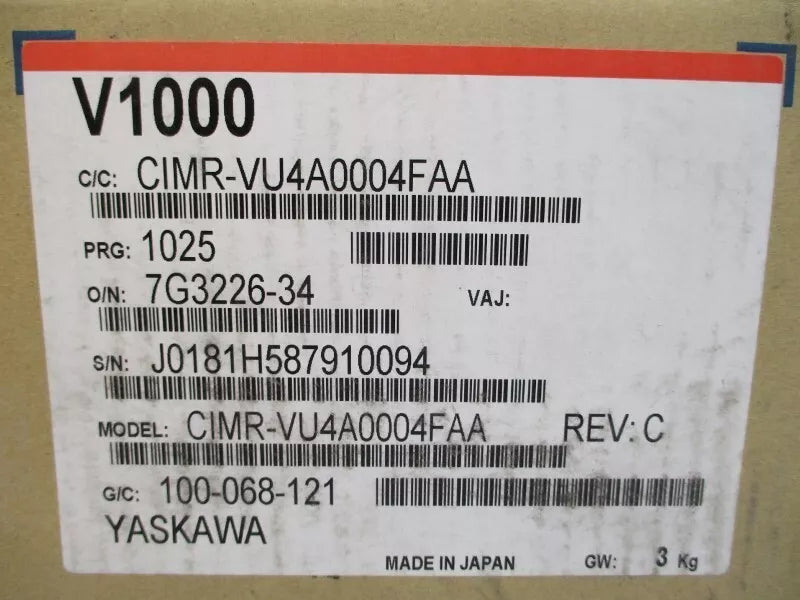 V1000
C/C: CIMR-VU4A0004FAA
PRG: 1025
O/N: 7G3226-34 VAJ:
S/N: J0181H587910094
MODEL: CIMR-VU4A0004FAA REV: C
G/C: 100-068-121
YASKAWA
MADE IN JAPAN GW: 3 Kg